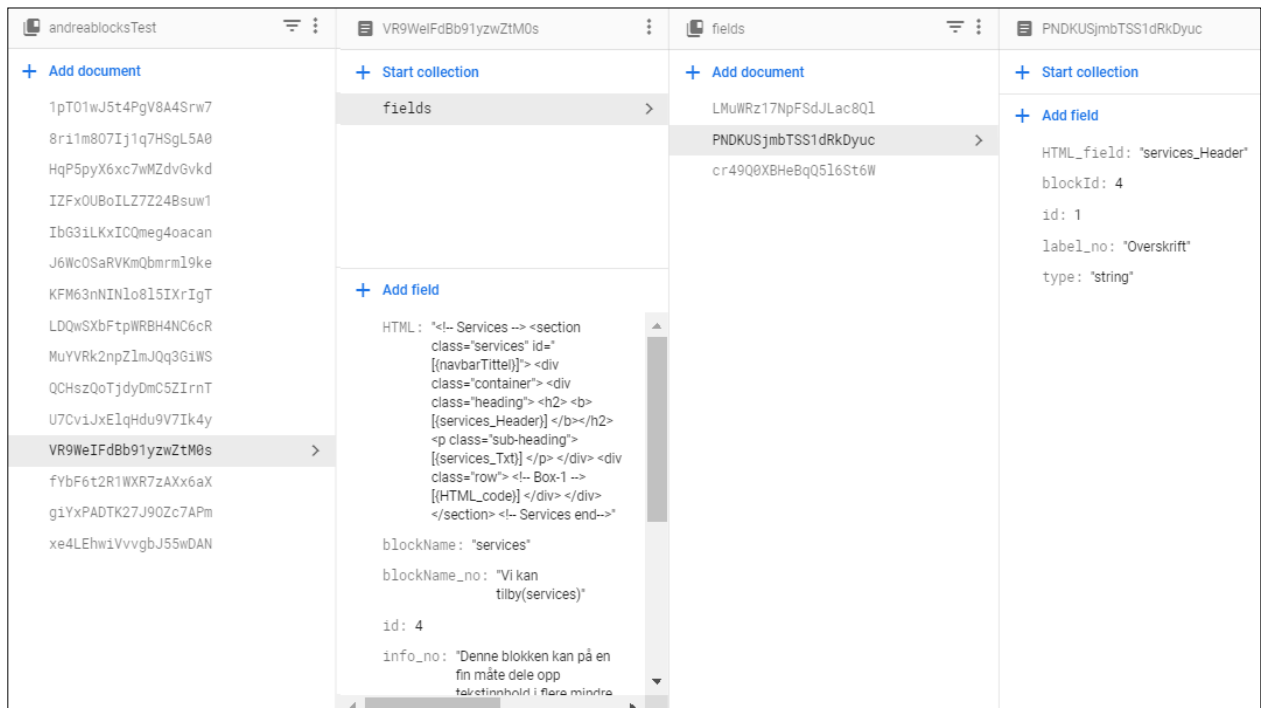 andreablocksTest
Add document
1pTO1wJ5t4PgV8A4Srw7
8ri1m8O7Ij1q7HSgL5A0
HqP5pyX6xc7wMZdvGvkd
IZFxOUBoILZ7Z24Bsuw1
IbG3iLKxICQmeg4oacan
J6WcOSaRVKmQbmrml9ke
KFM63nNINlo8l5IXrIgT
LDQwSXbFtpWRBH4NC6cR
MuYVRk2npZlmJQq3GiWS
QCHszQoTjdyDmC5ZIrnT
U7CviJxElqHdu9V7Ik4y
VR9WeIFdBb91yzwZtM0s
fYbF6t2R1WXR7zAXx6aX
giYxPADTK27J9OZc7APm
xe4LEhwiVvvgbJ55wDAN
VR9WeIFdBb91yzwZtM0s
Start collection
fields
Add field
HTML: "<!-- Services --> <section
class="services" id="
[{navbarTittel}]"> <div
class="container"> <div
class="heading"> <h2> <b>
[{services_Header}] </b></h2>
<p class="sub-heading">
[{services_Txt}] </p> </div> <div
class="row"> <!-- Box-1 -->
[{HTML_code}] </div> </div>
</section> <!-- Services end-->"
blockName: "services"
blockName_no: "Vi kan
tilby(services)"
id: 4
info_no: "Denne blokken kan på en
fin måte dele opp
tekstinnhold i flere mindre
fields
Add document
LMuWRz17NpFSdJLac8Ql
PNDKUSjmbTSS1dRkDyuc
cr49Q0XBHeBqQ5l6St6W
PNDKUSjmbTSS1dRkDyuc
Start collection
Add field
HTML_field: "services_Header"
blockId: 4
id: 1
label_no: "Overskrift"
type: "string"